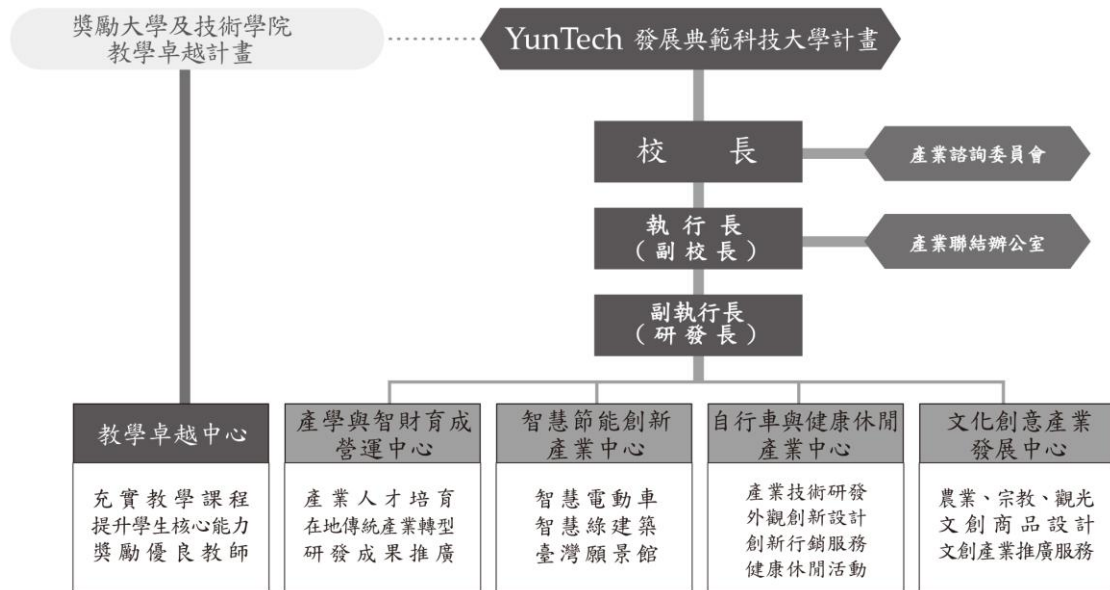 獎勵大學及技術學院
教學卓越計畫
YunTech 發展典範科技大學計畫
校長
產業諮詢委員會
執行長
(副校長)
產業聯結辦公室
副執行長
(研發長)
教學卓越中心
充實教學課程
提升學生核心能力
獎勵優良教師
產學與智財育成
營運中心
產業人才培育
在地傳統產業轉型
研發成果推廣
智慧節能創新
產業中心
智慧電動車
智慧綠建築
臺灣願景館
自行車與健康休閒
產業中心
產業技術研發
外觀創新設計
創新行銷服務
健康休閒活動
文化創意產業
發展中心
農業、宗教、觀光
文創商品設計
文創產業推廣服務